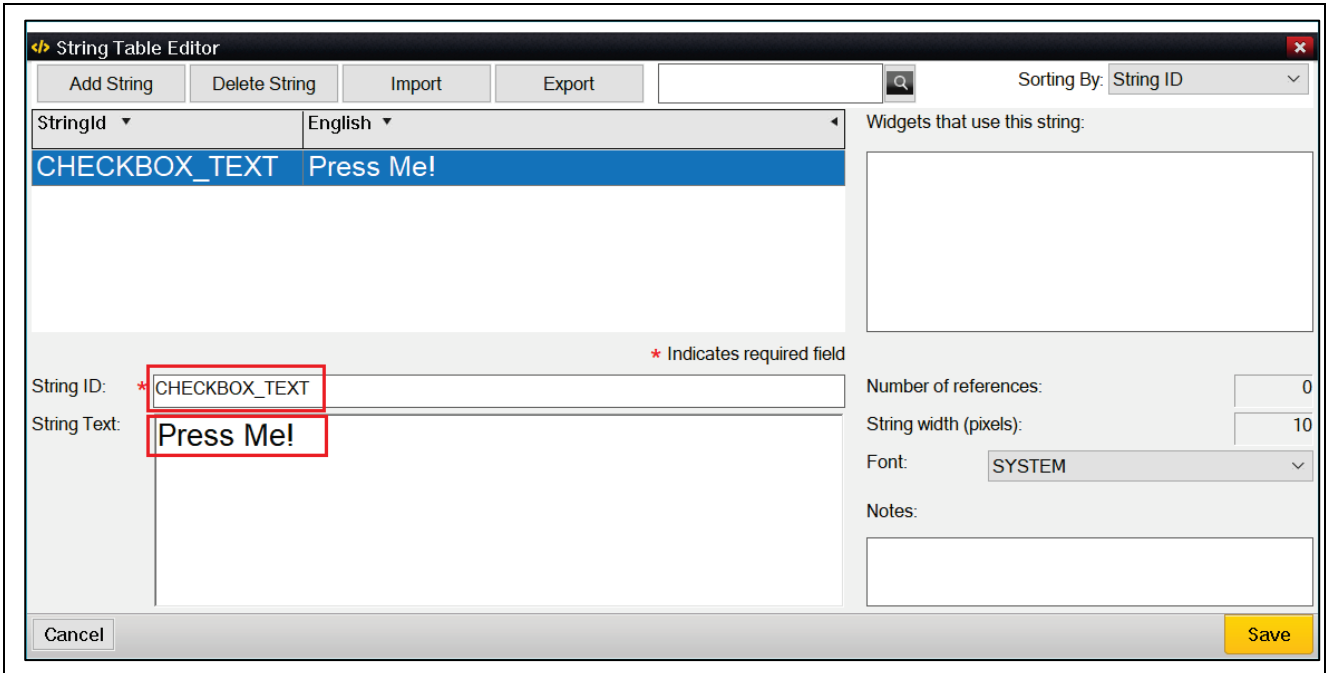 </> String Table Editor
Add String Delete String Import Export Sorting By: String ID
StringId English Widgets that use this string:
CHECKBOX_TEXT Press Me!
* Indicates required field
String ID: * CHECKBOX_TEXT Number of references: 0
String Text: Press Me! String width (pixels): 10
Font: SYSTEM
Notes:
Cancel Save